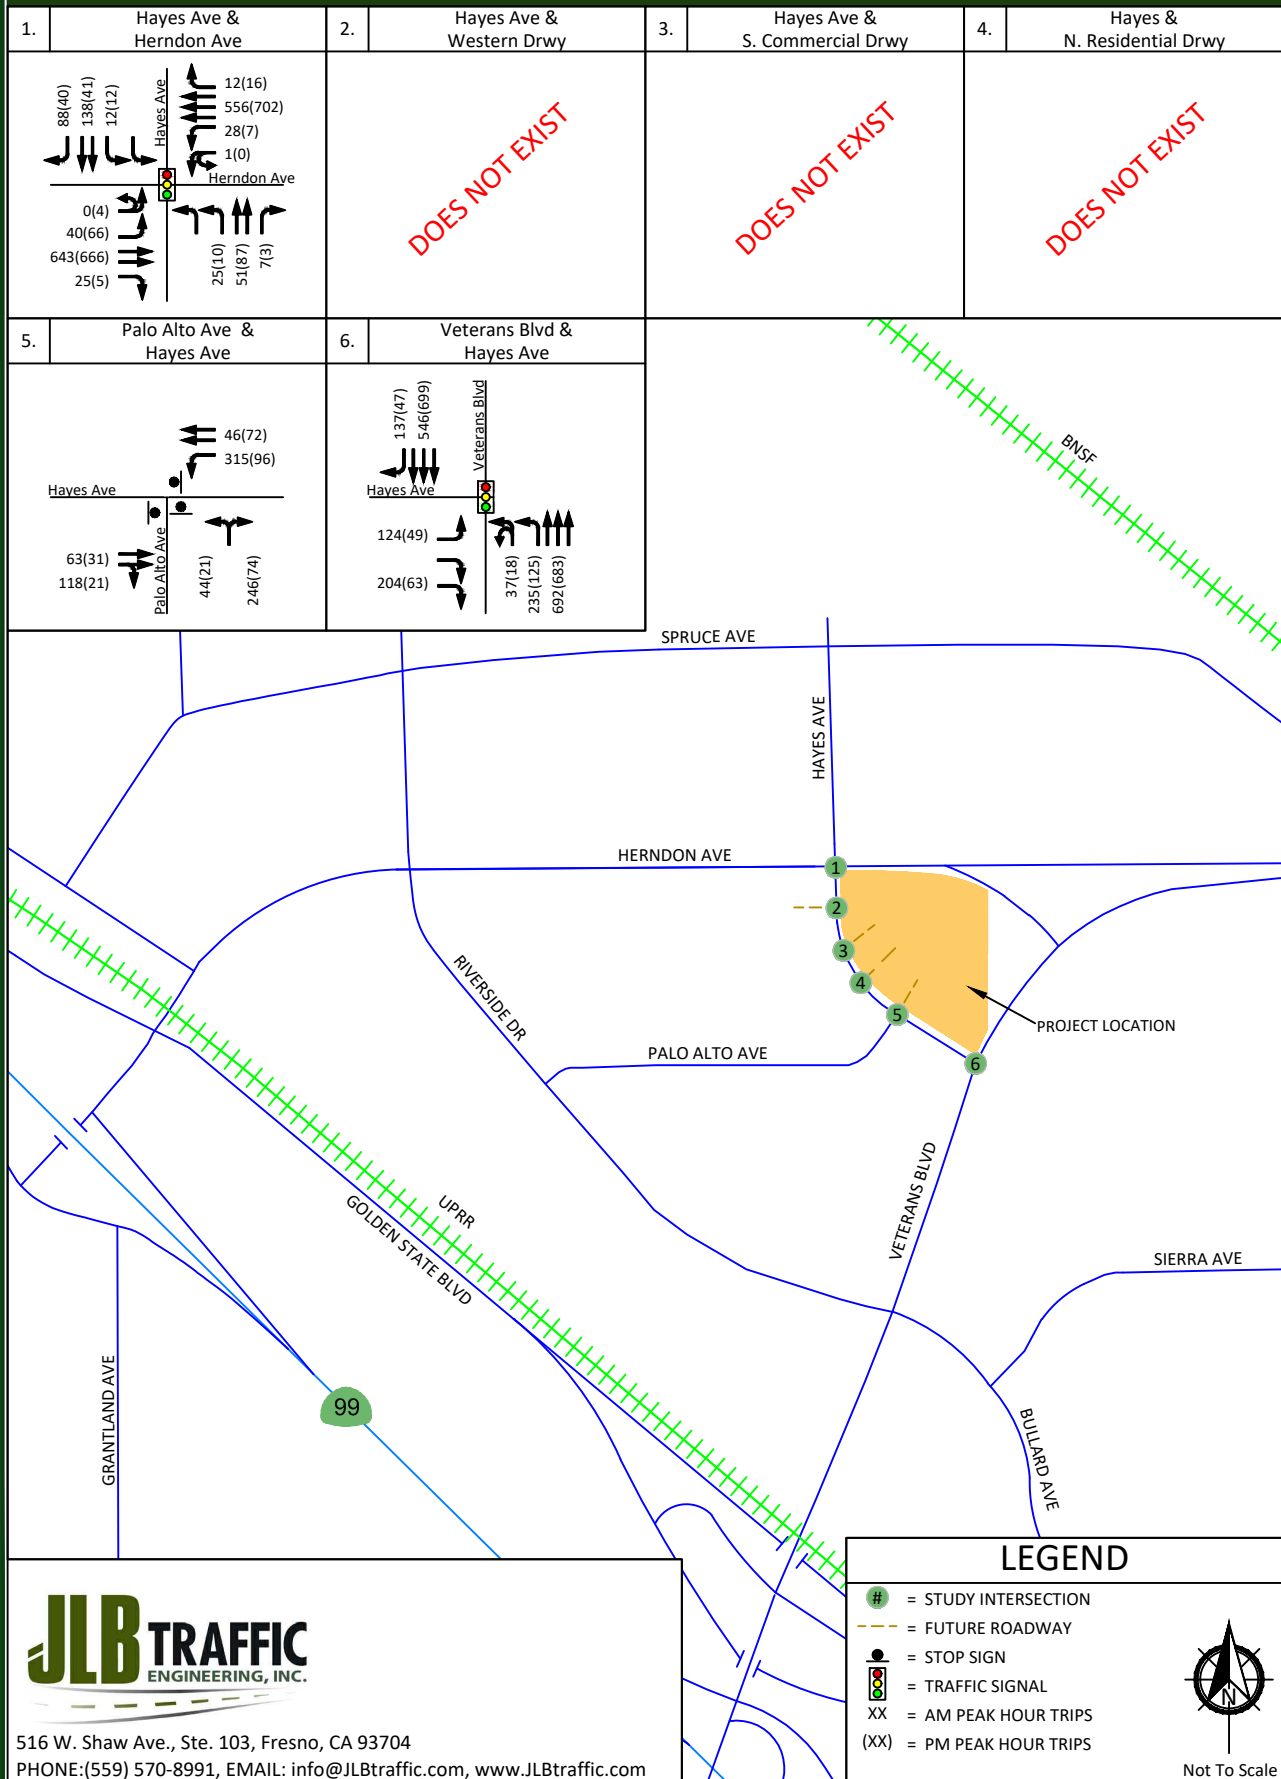 1.
Hayes Ave &
Herndon Ave
88(40)
138(41)
12(12)
Hayes Ave
12(16)
556(702)
28(7)
1(0)
Herndon Ave
0(4)
40(66)
643(666)
25(5)
25(10)
51(87)
7(3)
2.
Hayes Ave &
Western Drwy
DOES NOT EXIST
3.
Hayes Ave &
S. Commercial Drwy
DOES NOT EXIST
4.
Hayes &
N. Residential Drwy
DOES NOT EXIST
5.
Palo Alto Ave &
Hayes Ave
46(72)
315(96)
Hayes Ave
63(31)
118(21)
Palo Alto Ave
44(21)
246(74)
6.
Veterans Blvd &
Hayes Ave
137(47)
546(699)
Veterans Blvd
Hayes Ave
124(49)
204(63)
37(18)
235(125)
692(683)
BNSF
SPRUCE AVE
HAYES AVE
HERNDON AVE
1
2
3
4
5
6
RIVERSIDE DR
PROJECT LOCATION
PALO ALTO AVE
VETERANS BLVD
UPRR
GOLDEN STATE BLVD
SIERRA AVE
GRANTLAND AVE
99
BULLARD AVE
JLB TRAFFIC
ENGINEERING, INC.
516 W. Shaw Ave., Ste. 103, Fresno, CA 93704
PHONE:(559) 570-8991, EMAIL: info@JLBtraffic.com, www.JLBtraffic.com
LEGEND
# = STUDY INTERSECTION
= FUTURE ROADWAY
= STOP SIGN
= TRAFFIC SIGNAL
XX = AM PEAK HOUR TRIPS
(XX) = PM PEAK HOUR TRIPS
N
Not To Scale